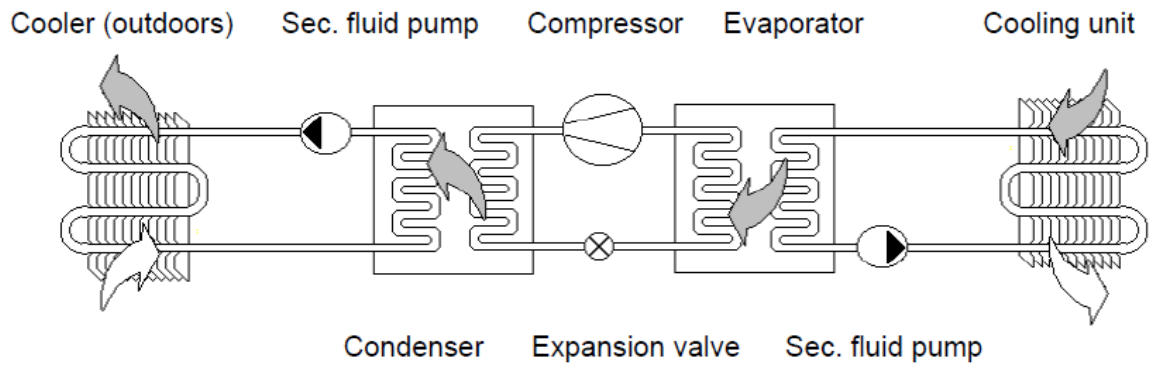 Cooler (outdoors) Sec. fluid pump Compressor Evaporator Cooling unit
Condenser Expansion valve Sec. fluid pump